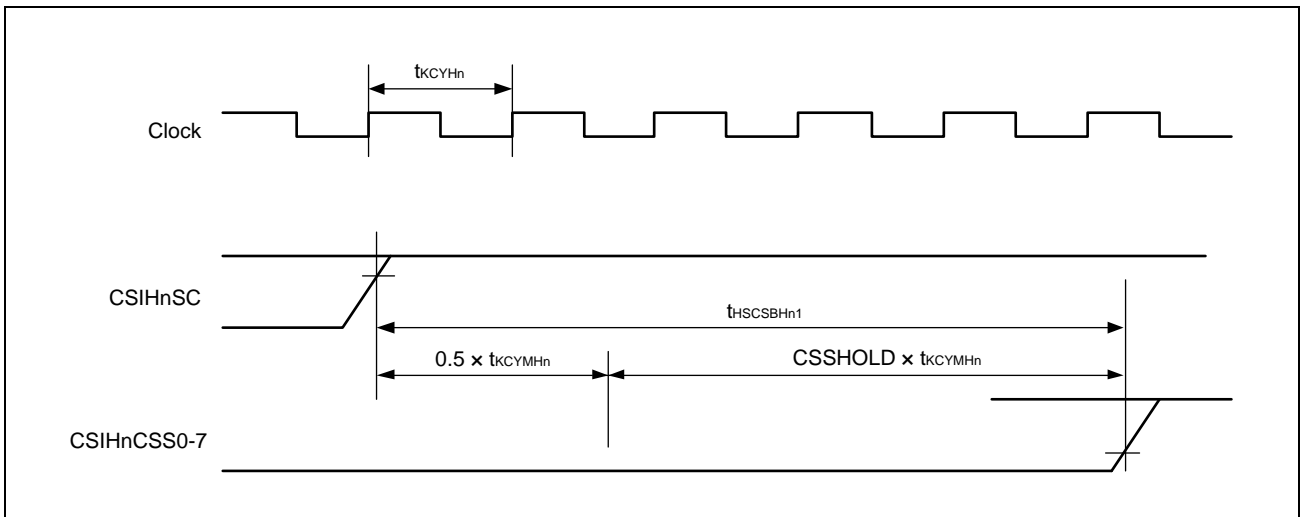 tKCYHn
Clock
CSIHnSC
tHSCSBHn1
0.5 × tKCYMHn
CSSHOLD × tKCYMHn
CSIHnCSS0-7